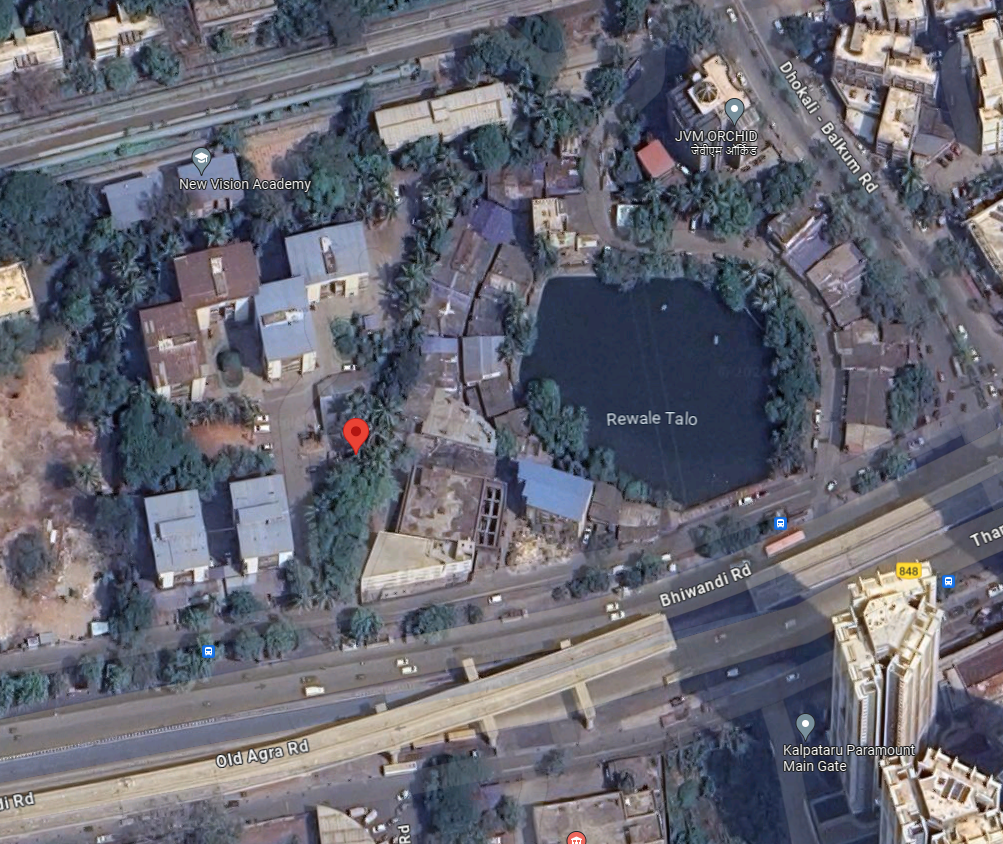 Dhokali - Balkum Rd
JVM ORCHID
जेवीएम ऑर्किड
New Vision Academy
Rewale Talo
848
Bhiwandi Rd
Old Agra Rd
di Rd
Kalpataru Paramount
Main Gate
Rd